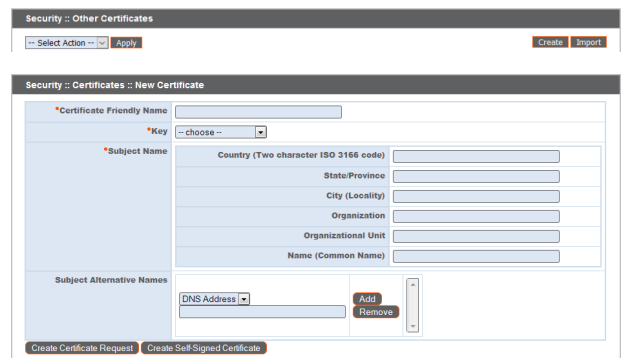 Security :: Other Certificates
-- Select Action -- Apply Create Import
Security :: Certificates :: New Certificate
*Certificate Friendly Name
*Key -- choose --
*Subject Name Country (Two character ISO 3166 code)
State/Province
City (Locality)
Organization
Organizational Unit
Name (Common Name)
Subject Alternative Names
DNS Address Add
Remove
Create Certificate Request Create Self-Signed Certificate